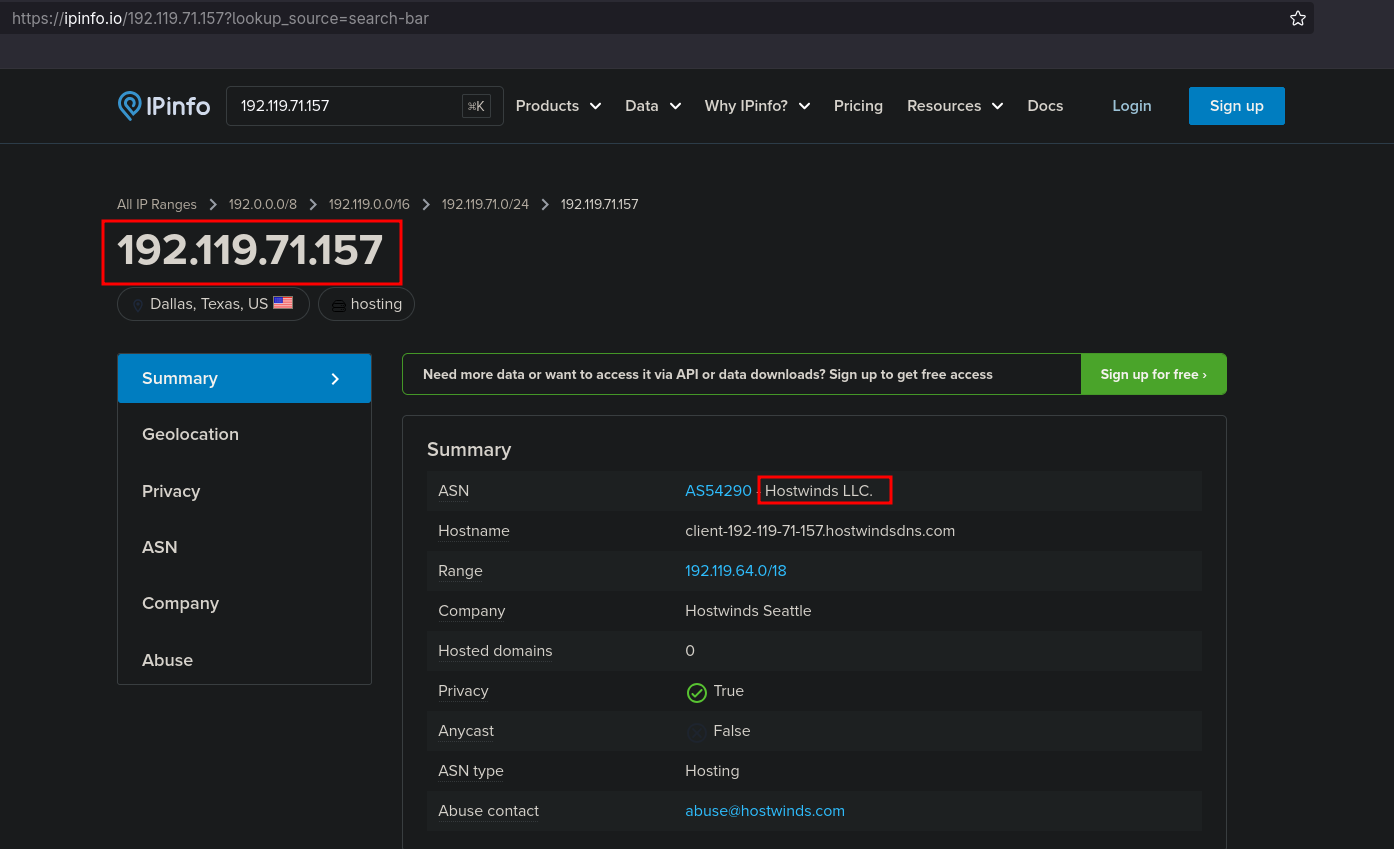 https://ipinfo.io/192.119.71.157?lookup_source=search-bar
IPinfo
192.119.71.157
⌘K
Products
Data
Why IPinfo?
Pricing
Resources
Docs
Login
Sign up
All IP Ranges > 192.0.0.0/8 > 192.119.0.0/16 > 192.119.71.0/24 > 192.119.71.157
192.119.71.157
Dallas, Texas, US
hosting
Summary
Geolocation
Privacy
ASN
Company
Abuse
Need more data or want to access it via API or data downloads? Sign up to get free access
Sign up for free ›
Summary
ASN AS54290 - Hostwinds LLC.
Hostname client-192-119-71-157.hostwindsdns.com
Range 192.119.64.0/18
Company Hostwinds Seattle
Hosted domains 0
Privacy True
Anycast False
ASN type Hosting
Abuse contact abuse@hostwinds.com